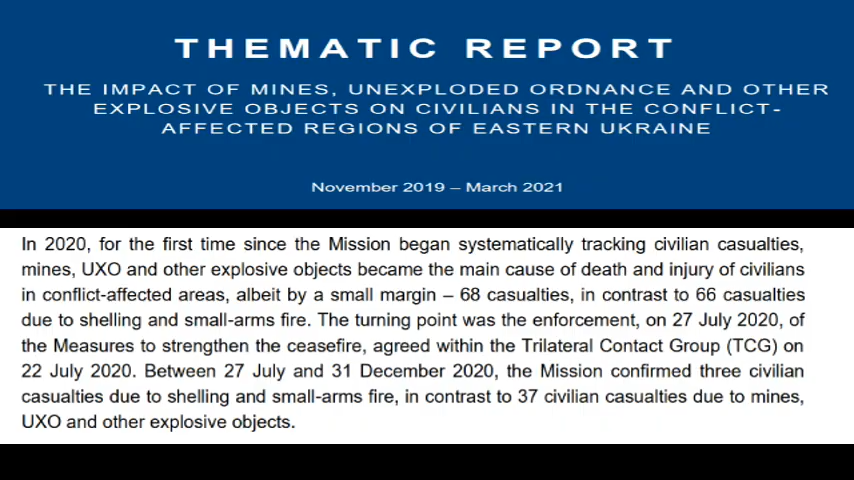 THEMATIC REPORT
THE IMPACT OF MINES, UNEXPLODED ORDNANCE AND OTHER
EXPLOSIVE OBJECTS ON CIVILIANS IN THE CONFLICT-
AFFECTED REGIONS OF EASTERN UKRAINE
November 2019 – March 2021
In 2020, for the first time since the Mission began systematically tracking civilian casualties,
mines, UXO and other explosive objects became the main cause of death and injury of civilians
in conflict-affected areas, albeit by a small margin – 68 casualties, in contrast to 66 casualties
due to shelling and small-arms fire. The turning point was the enforcement, on 27 July 2020, of
the Measures to strengthen the ceasefire, agreed within the Trilateral Contact Group (TCG) on
22 July 2020. Between 27 July and 31 December 2020, the Mission confirmed three civilian
casualties due to shelling and small-arms fire, in contrast to 37 civilian casualties due to mines,
UXO and other explosive objects.